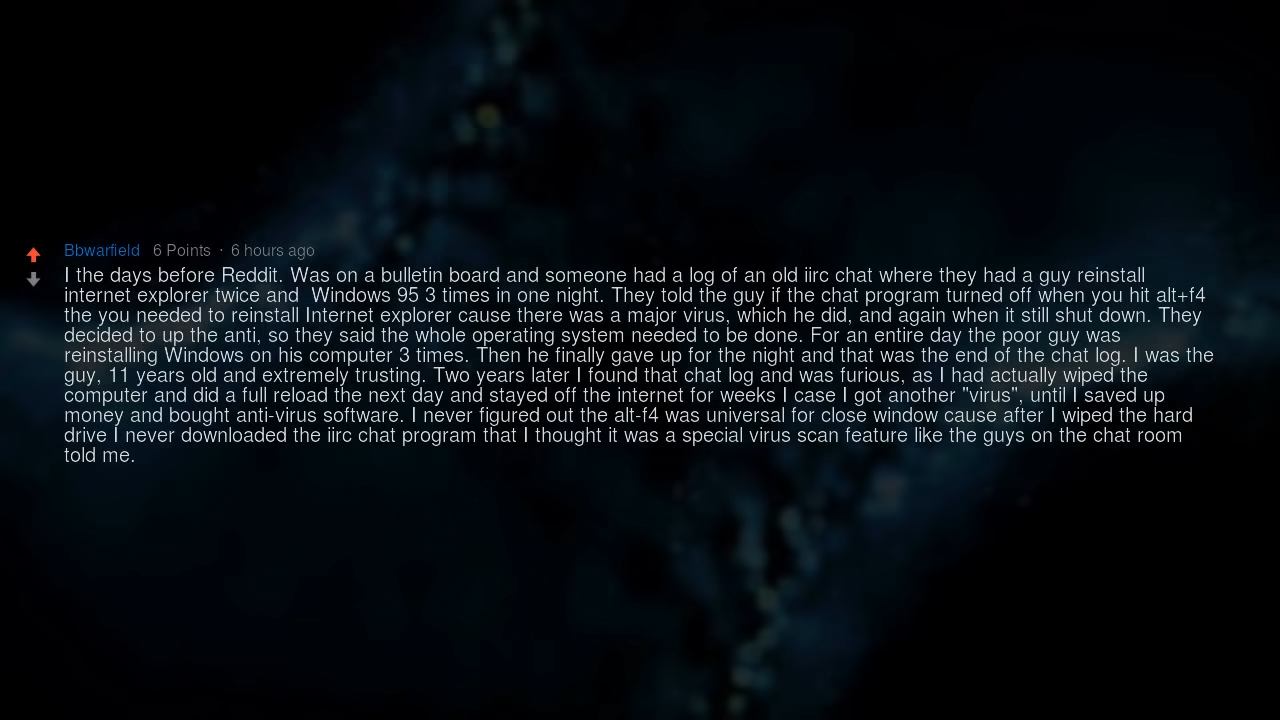 Bbwarfield 6 Points · 6 hours ago
I the days before Reddit. Was on a bulletin board and someone had a log of an old iirc chat where they had a guy reinstall
internet explorer twice and  Windows 95 3 times in one night. They told the guy if the chat program turned off when you hit alt+f4
the you needed to reinstall Internet explorer cause there was a major virus, which he did, and again when it still shut down. They
decided to up the anti, so they said the whole operating system needed to be done. For an entire day the poor guy was
reinstalling Windows on his computer 3 times. Then he finally gave up for the night and that was the end of the chat log. I was the
guy, 11 years old and extremely trusting. Two years later I found that chat log and was furious, as I had actually wiped the
computer and did a full reload the next day and stayed off the internet for weeks I case I got another "virus", until I saved up
money and bought anti-virus software. I never figured out the alt-f4 was universal for close window cause after I wiped the hard
drive I never downloaded the iirc chat program that I thought it was a special virus scan feature like the guys on the chat room
told me.